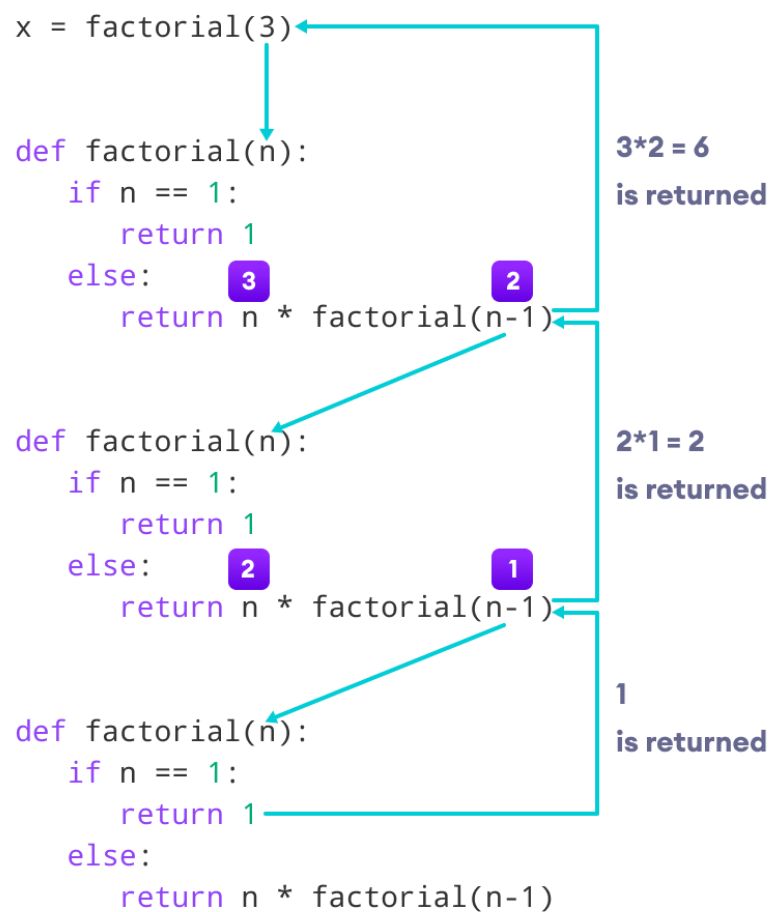 x = factorial(3)
def factorial(n):
3*2 = 6
if n == 1:
is returned
return 1
else:
3
2
return n * factorial(n-1)
def factorial(n):
2*1 = 2
if n == 1:
is returned
return 1
else:
2
1
return n * factorial(n-1)
1
def factorial(n):
is returned
if n == 1:
return 1
else:
return n * factorial(n-1)